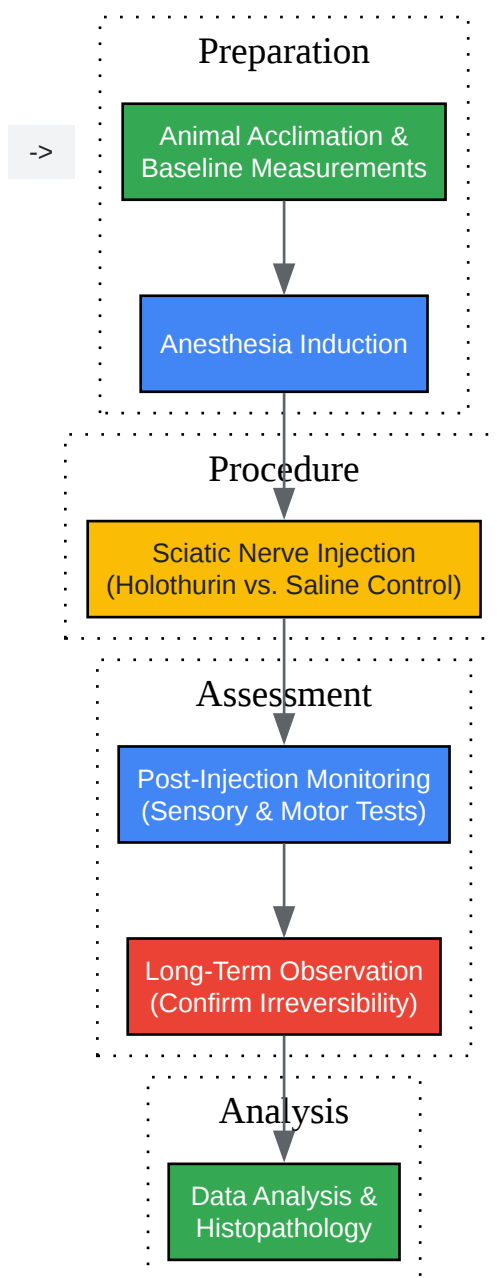 Preparation
Animal Acclimation &
Baseline Measurements
->
Anesthesia Induction
Procedure
Sciatic Nerve Injection
(Holothurin vs. Saline Control)
Assessment
Post-Injection Monitoring
(Sensory & Motor Tests)
Long-Term Observation
(Confirm Irreversibility)
Analysis
Data Analysis &
Histopathology